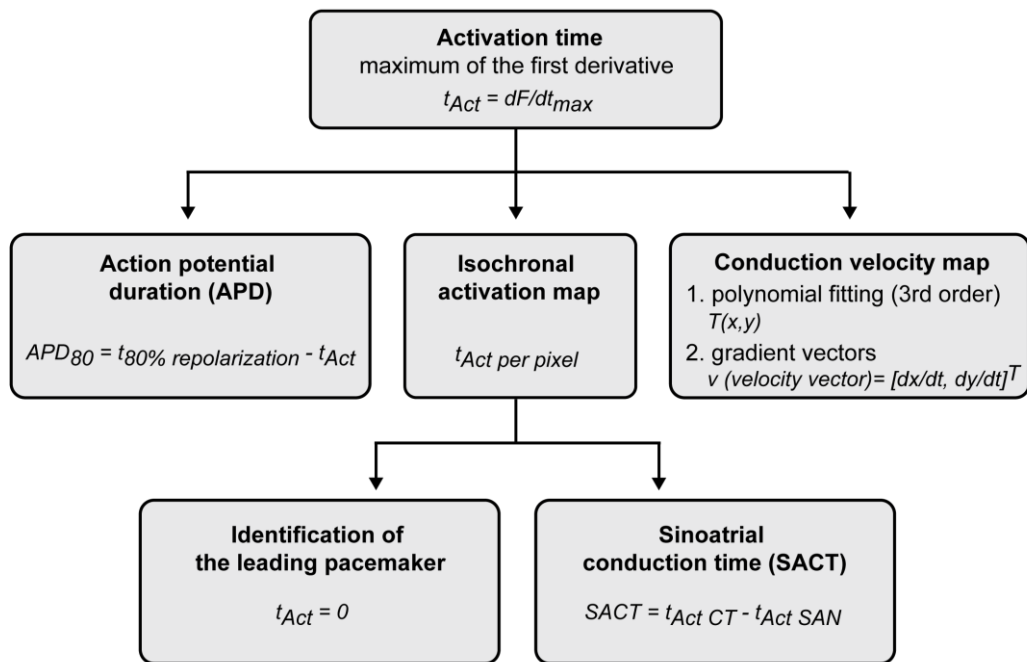 Activation time
maximum of the first derivative
tAct = dF/dtmax
Action potential
duration (APD)
APD80 = t80% repolarization - tAct
Isochronal
activation map
tAct per pixel
Conduction velocity map
1. polynomial fitting (3rd order)
T(x,y)
2. gradient vectors
v (velocity vector)= [dx/dt, dy/dt]T
Identification of
the leading pacemaker
tAct = 0
Sinoatrial
conduction time (SACT)
SACT = tAct CT - tAct SAN